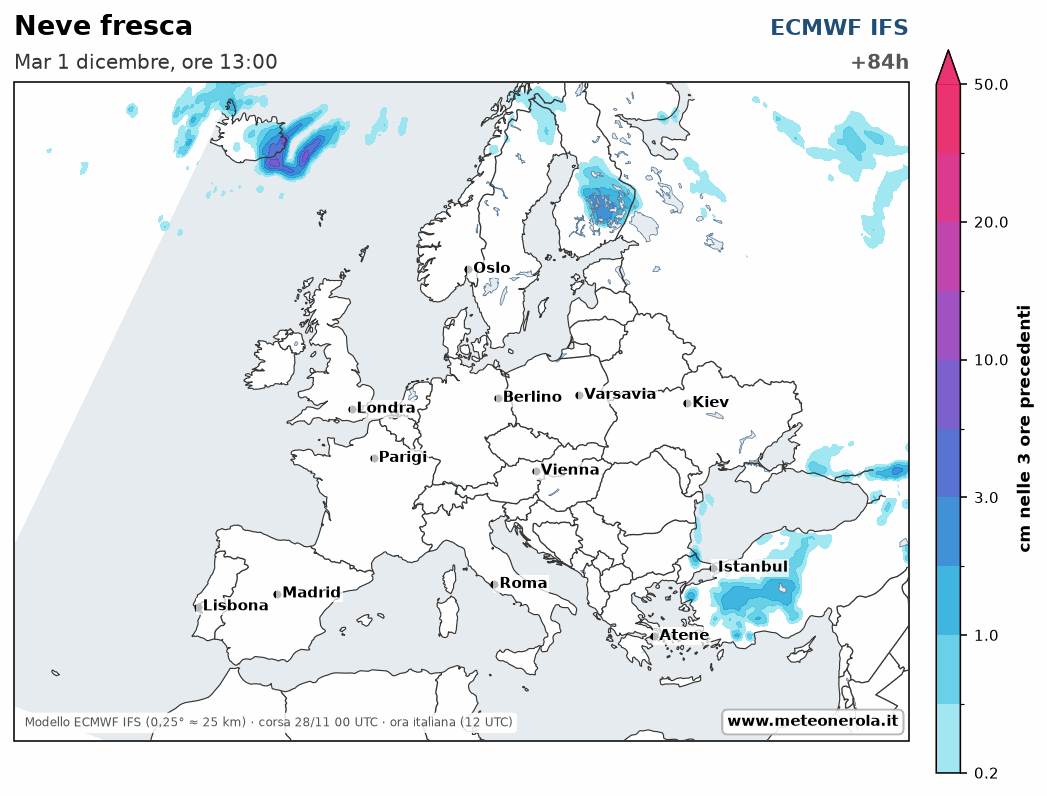 Neve fresca
ECMWF IFS
Mar 1 dicembre, ore 13:00
+84h
50.0
20.0
10.0
3.0
1.0
0.2
cm nelle 3 ore precedenti
Oslo
Berlino
Varsavia
Kiev
Londra
Parigi
Vienna
Istanbul
Roma
Madrid
Lisbona
Atene
Modello ECMWF IFS (0,25° ≈ 25 km) · corsa 28/11 00 UTC · ora italiana (12 UTC)
www.meteonerola.it